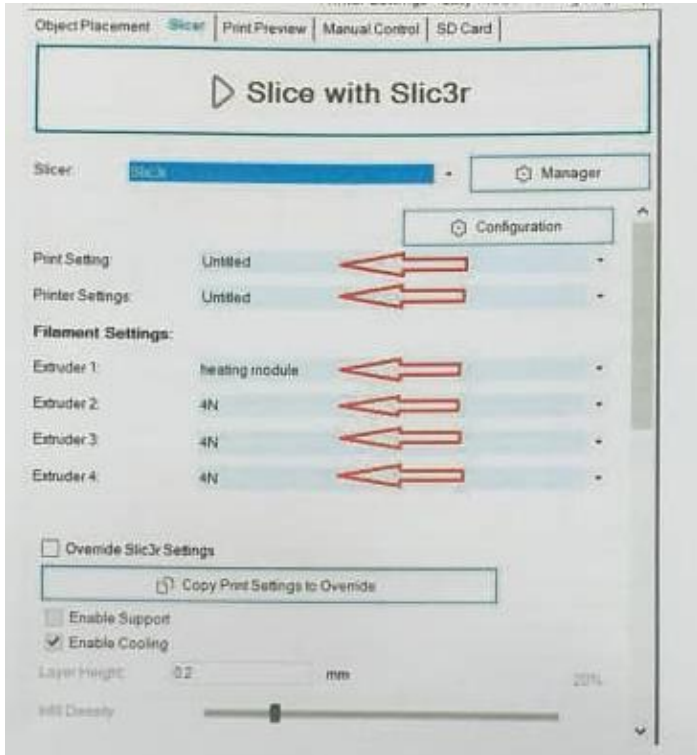 Object Placement Slicer Print Preview Manual Control SD Card
Slice with Slic3r
Slicer: Slic3r Manager
Configuration
Print Setting: Untitled
Printer Settings: Untitled
Filament Settings:
Extruder 1: heating module
Extruder 2: 4N
Extruder 3: 4N
Extruder 4: 4N
Override Slic3r Settings
Copy Print Settings to Override
Enable Support
Enable Cooling
Layer Height: 0.2 mm
20%
Infill Density